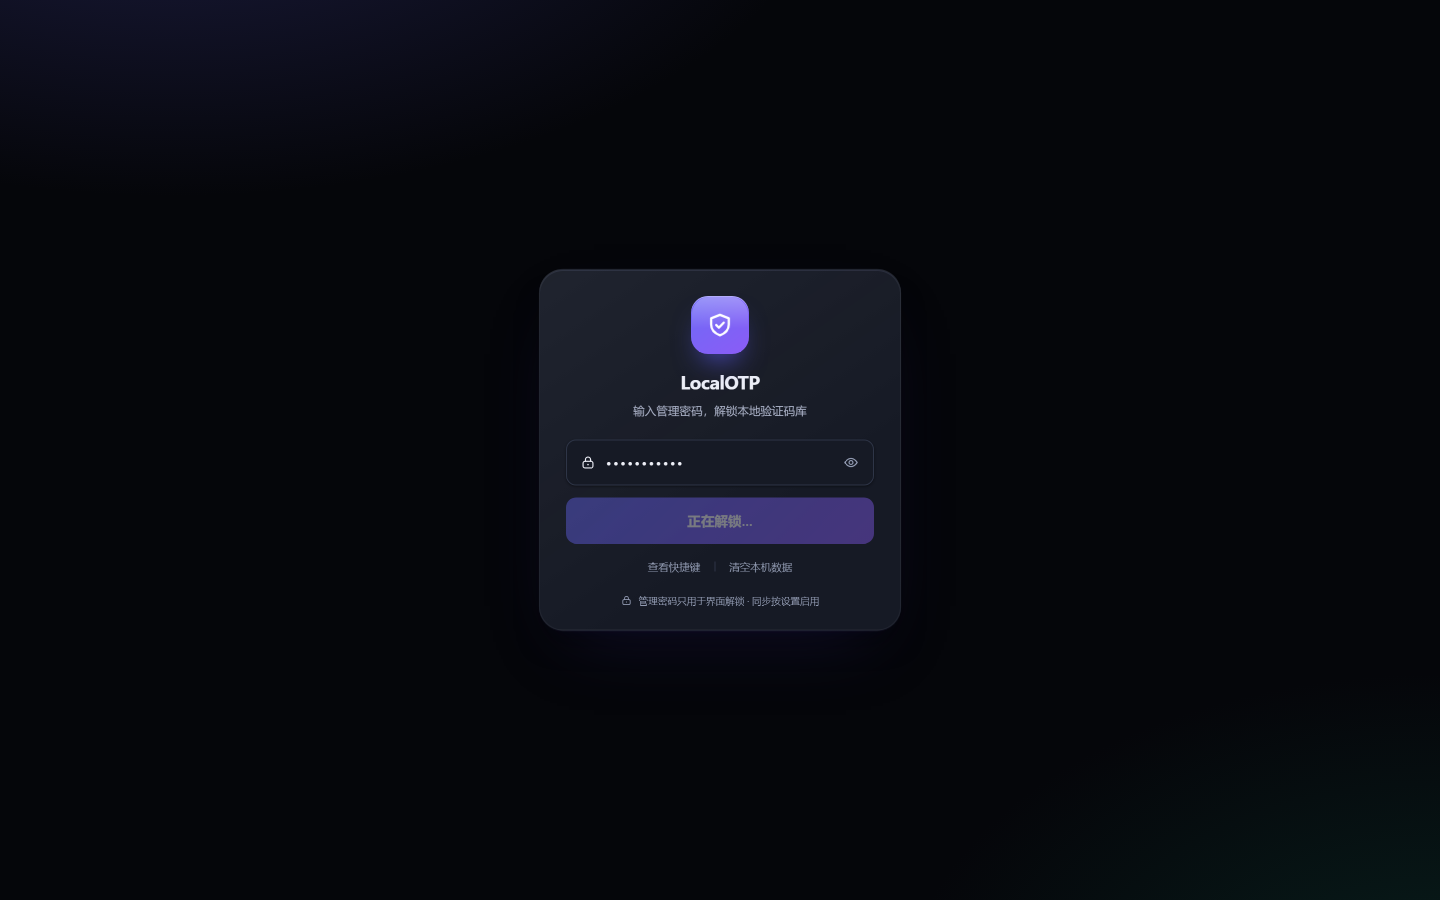 LocalOTP
输入管理密码，解锁本地验证码库
•••••••••••
正在解锁...
查看快捷键 | 清空本机数据
管理密码只用于界面解锁 · 同步按设置启用